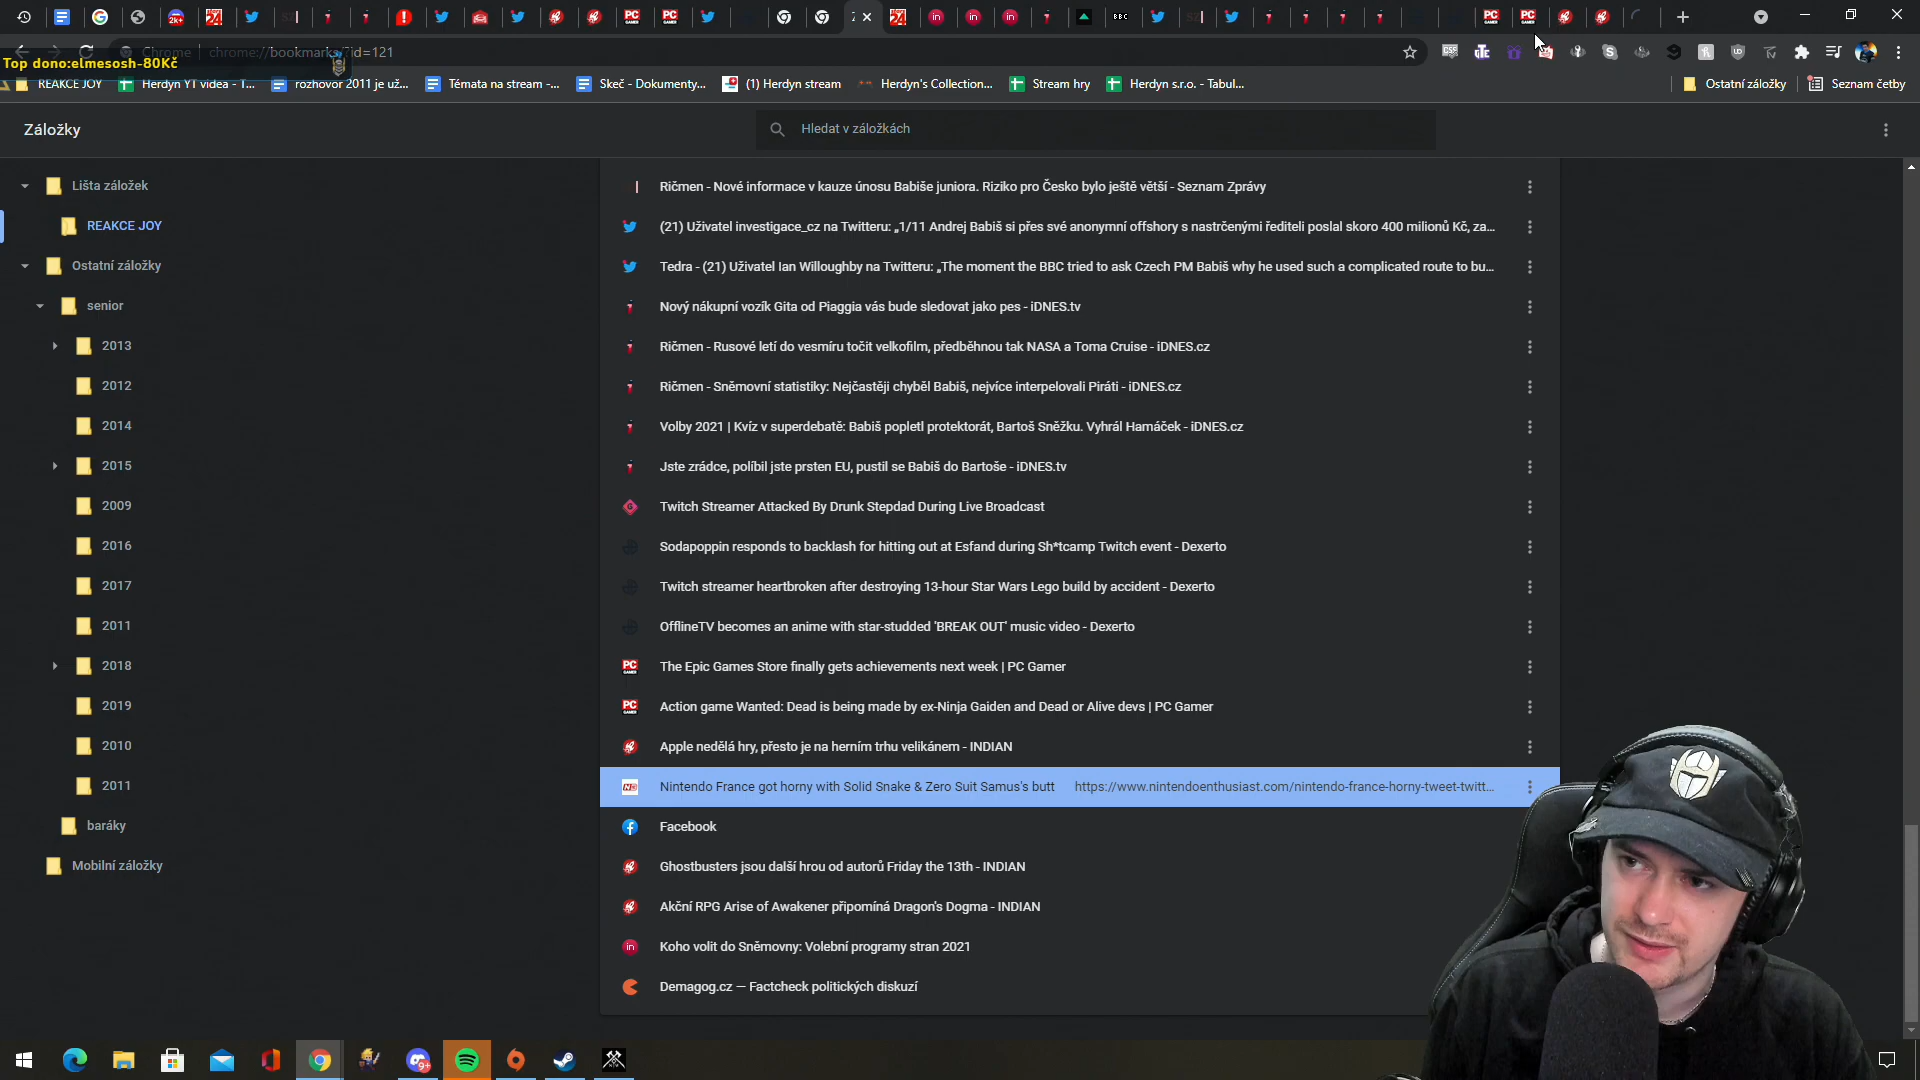 Chrome | chrome://bookmarks/?id=121
Top dono:elmesosh-80Kč
REAKCE JOY
Herdyn YT videa - T...
rozhovor 2011 je už...
Témata na stream -...
Skeč - Dokumenty...
(1) Herdyn stream
Herdyn's Collection...
Stream hry
Herdyn s.r.o. - Tabul...
Ostatní záložky
Seznam četby
Záložky
Hledat v záložkách
Lišta záložek
REAKCE JOY
Ostatní záložky
senior
2013
2012
2014
2015
2009
2016
2017
2011
2018
2019
2010
2011
baráky
Mobilní záložky
Ričmen - Nové informace v kauze únosu Babiše juniora. Riziko pro Česko bylo ještě větší - Seznam Zprávy
(21) Uživatel investigace_cz na Twitteru: „1/11 Andrej Babiš si přes své anonymní offshory s nastrčenými řediteli poslal skoro 400 milionů Kč, za...
Tedra - (21) Uživatel Ian Willoughby na Twitteru: „The moment the BBC tried to ask Czech PM Babiš why he used such a complicated route to bu...
Nový nákupní vozík Gita od Piaggia vás bude sledovat jako pes - iDNES.tv
Ričmen - Rusové letí do vesmíru točit velkofilm, předběhnou tak NASA a Toma Cruise - iDNES.cz
Ričmen - Sněmovní statistiky: Nejčastěji chyběl Babiš, nejvíce interpelovali Piráti - iDNES.cz
Volby 2021 | Kvíz v superdebatě: Babiš popletl protektorát, Bartoš Sněžku. Vyhrál Hamáček - iDNES.cz
Jste zrádce, políbil jste prsten EU, pustil se Babiš do Bartoše - iDNES.tv
Twitch Streamer Attacked By Drunk Stepdad During Live Broadcast
Sodapoppin responds to backlash for hitting out at Esfand during Sh*tcamp Twitch event - Dexerto
Twitch streamer heartbroken after destroying 13-hour Star Wars Lego build by accident - Dexerto
OfflineTV becomes an anime with star-studded 'BREAK OUT' music video - Dexerto
The Epic Games Store finally gets achievements next week | PC Gamer
Action game Wanted: Dead is being made by ex-Ninja Gaiden and Dead or Alive devs | PC Gamer
Apple nedělá hry, přesto je na herním trhu velikánem - INDIAN
Nintendo France got horny with Solid Snake & Zero Suit Samus's butt https://www.nintendoenthusiast.com/nintendo-france-horny-tweet-twitt...
Facebook
Ghostbusters jsou další hrou od autorů Friday the 13th - INDIAN
Akční RPG Arise of Awakener připomíná Dragon's Dogma - INDIAN
Koho volit do Sněmovny: Volební programy stran 2021
Demagog.cz — Factcheck politických diskuzí